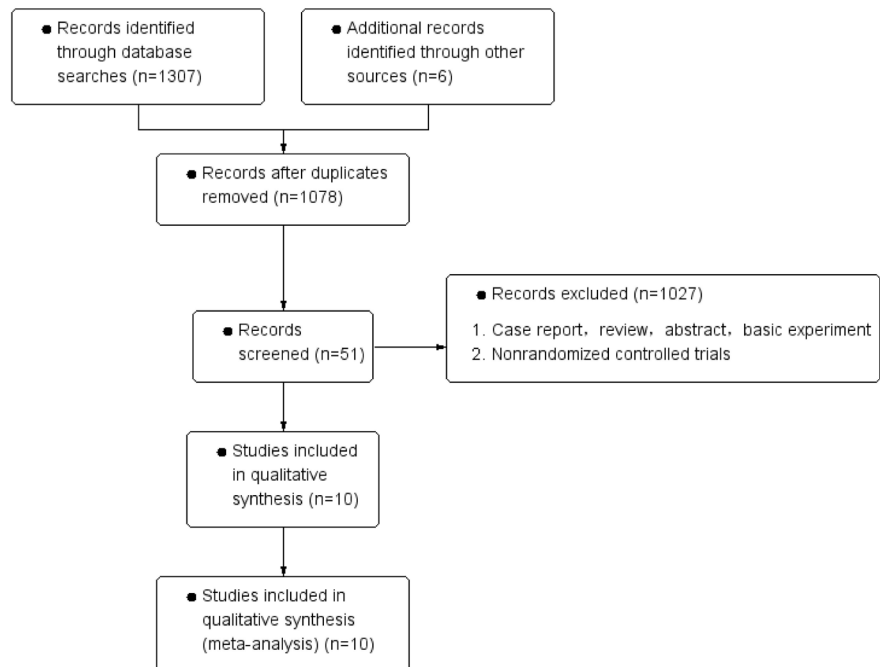 ● Records identified
through database
searches (n=1307)
● Additional records
identified through other
sources (n=6)
● Records after duplicates
removed (n=1078)
● Records
screened (n=51)
● Records excluded (n=1027)
1. Case report，review，abstract，basic experiment
2. Nonrandomized controlled trials
● Studies included
in qualitative
synthesis (n=10)
● Studies included in
qualitative synthesis
(meta-analysis) (n=10)